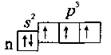 s² p³
n ↑↓ ↑ ↑ ↑